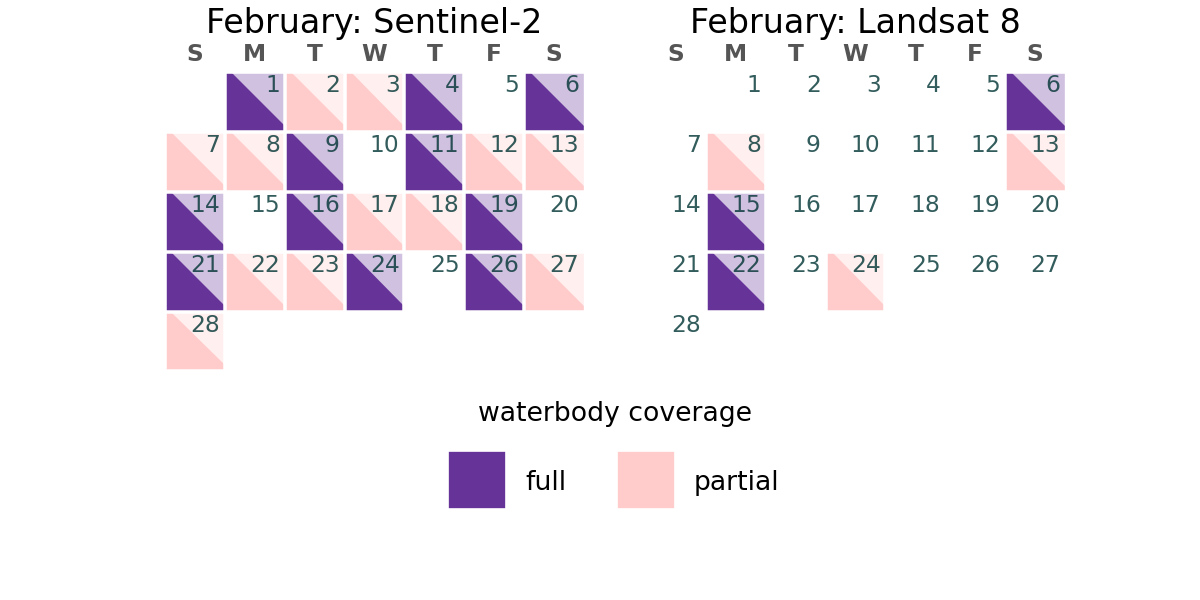 February: Sentinel-2
S M T W T F S
1 2 3 4 5 6
7 8 9 10 11 12 13
14 15 16 17 18 19 20
21 22 23 24 25 26 27
28
February: Landsat 8
S M T W T F S
1 2 3 4 5 6
7 8 9 10 11 12 13
14 15 16 17 18 19 20
21 22 23 24 25 26 27
28
waterbody coverage
full
partial